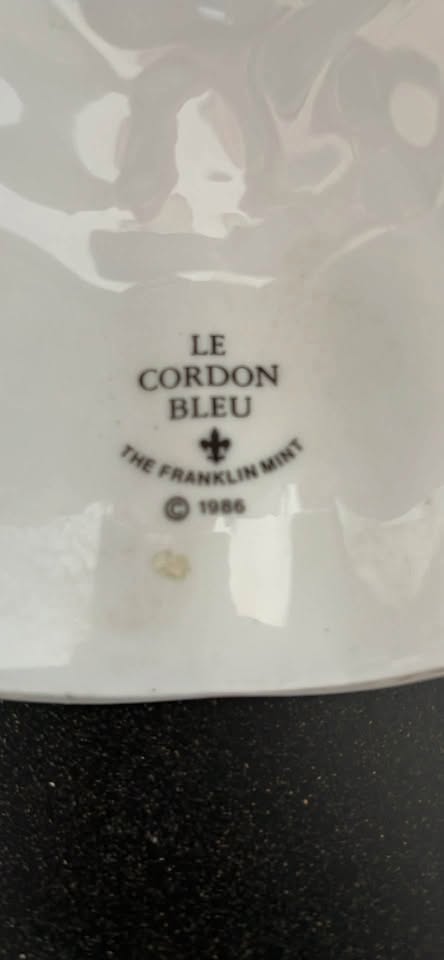 LE
CORDON
BLEU
THE FRANKLIN MINT
© 1986